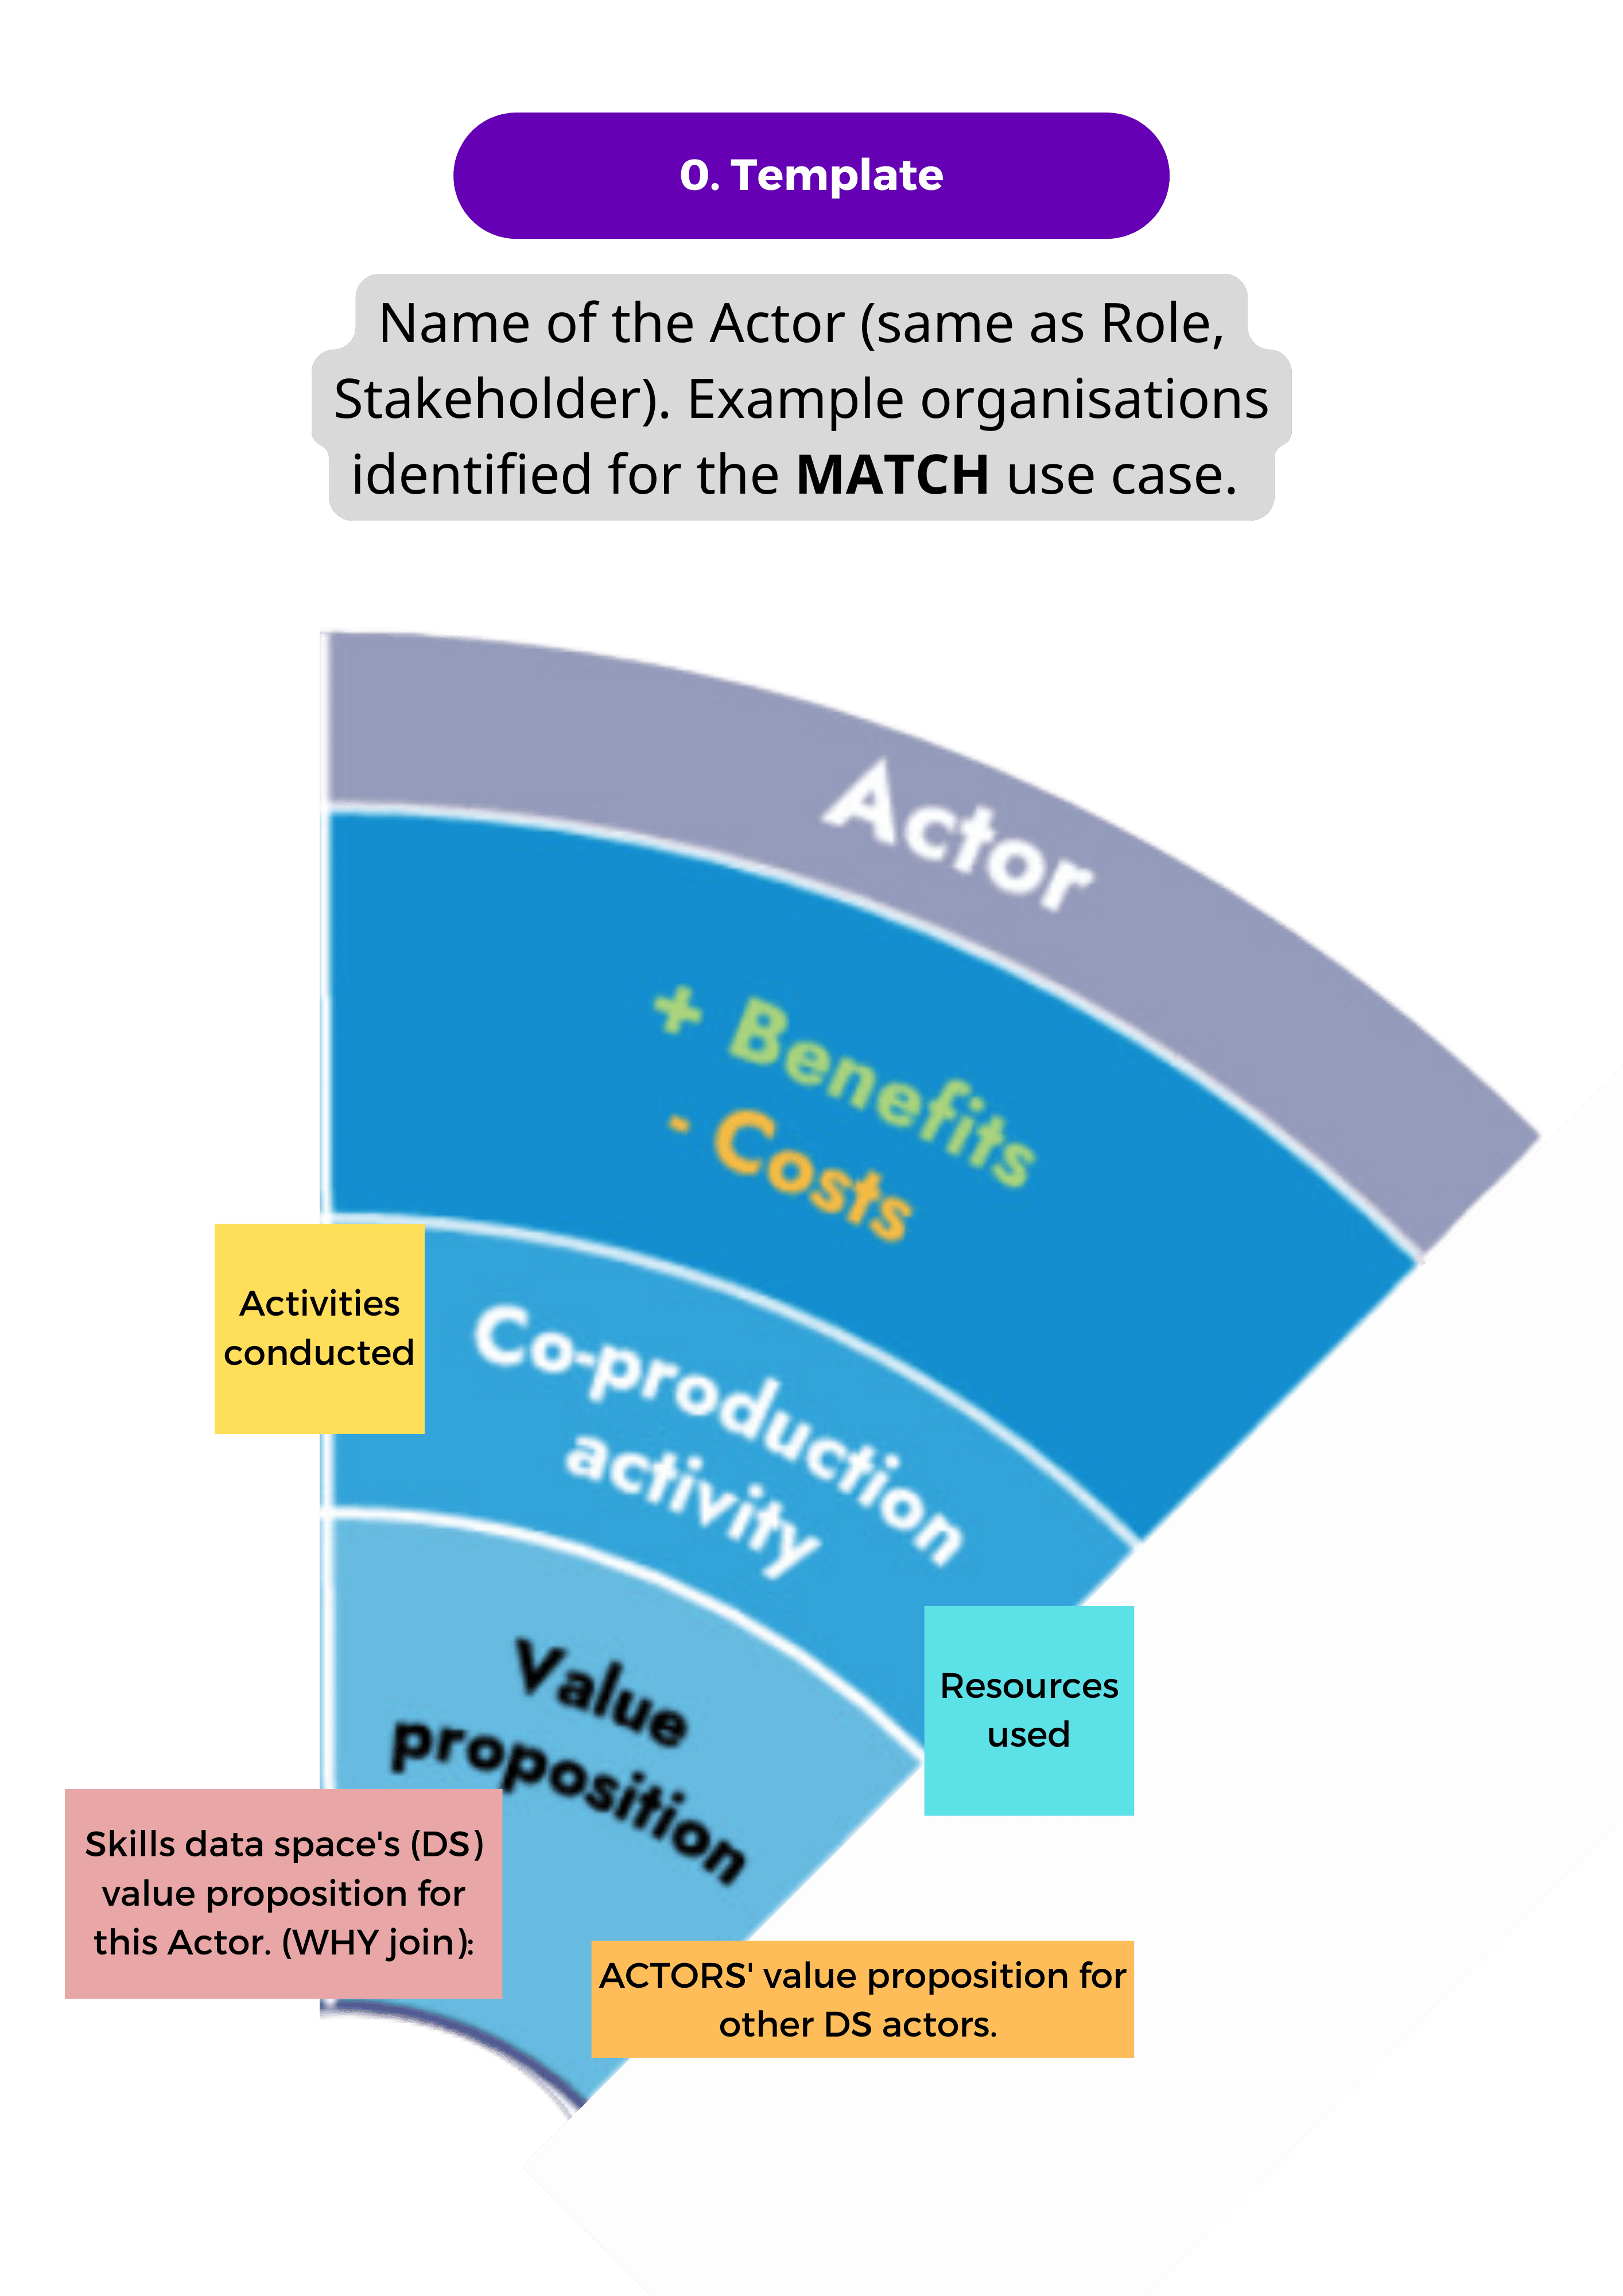 0. Template
Name of the Actor (same as Role,
Stakeholder). Example organisations
identified for the MATCH use case.
Actor
+ Benefits
- Costs
Activities
conducted
Co-production
activity
Resources
used
Value
proposition
Skills data space's (DS)
value proposition for
this Actor. (WHY join):
ACTORS' value proposition for
other DS actors.